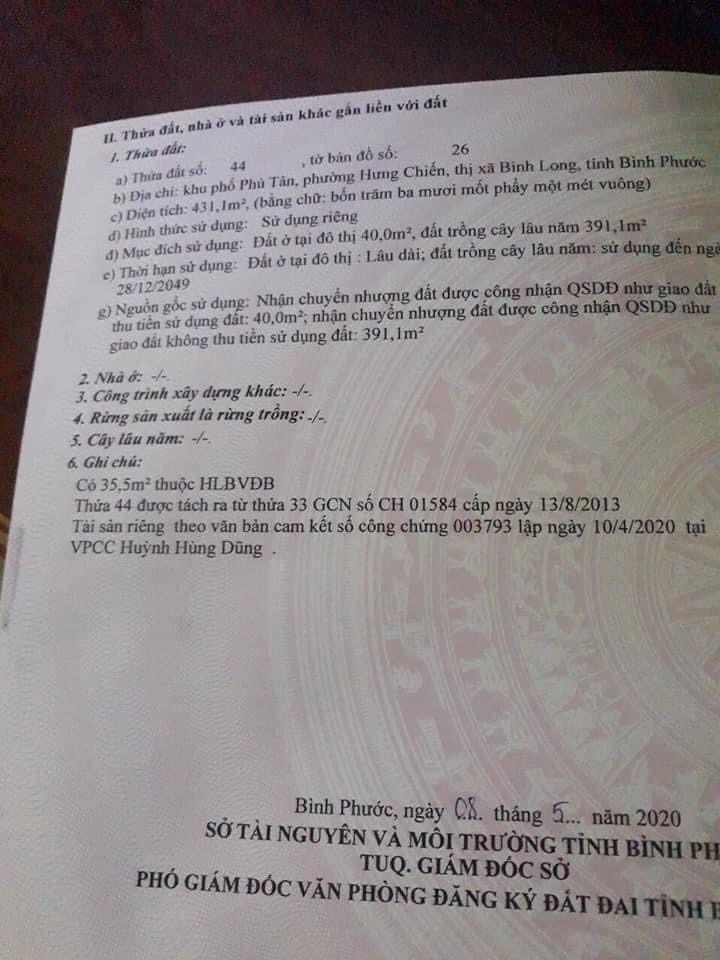 II. Thửa đất, nhà ở và tài sản khác gắn liền với đất
1. Thửa đất:
a) Thửa đất số: 44 , tờ bản đồ số: 26
b) Địa chỉ: khu phố Phú Tân, phường Hưng Chiến, thị xã Bình Long, tỉnh Bình Phước
c) Diện tích: 431,1m², (bằng chữ: bốn trăm ba mươi mốt phẩy một mét vuông)
d) Hình thức sử dụng: Sử dụng riêng
đ) Mục đích sử dụng: Đất ở tại đô thị 40,0m², đất trồng cây lâu năm 391,1m²
e) Thời hạn sử dụng: Đất ở tại đô thị : Lâu dài; đất trồng cây lâu năm: sử dụng đến ngà
28/12/2049
g) Nguồn gốc sử dụng: Nhận chuyển nhượng đất được công nhận QSDĐ như giao đất
thu tiền sử dụng đất: 40,0m²; nhận chuyển nhượng đất được công nhận QSDĐ như
giao đất không thu tiền sử dụng đất: 391,1m²
2. Nhà ở: -/-.
3. Công trình xây dựng khác: -/-.
4. Rừng sản xuất là rừng trồng: -/-.
5. Cây lâu năm: -/-.
6. Ghi chú:
Có 35,5m² thuộc HLBVĐB
Thửa 44 được tách ra từ thửa 33 GCN số CH 01584 cấp ngày 13/8/2013
Tài sản riêng theo văn bản cam kết số công chứng 003793 lập ngày 10/4/2020 tại
VPCC Huỳnh Hùng Dũng .
Bình Phước, ngày 08. tháng 5... năm 2020
SỞ TÀI NGUYÊN VÀ MÔI TRƯỜNG TỈNH BÌNH PH
TUQ. GIÁM ĐỐC SỞ
PHÓ GIÁM ĐỐC VĂN PHÒNG ĐĂNG KÝ ĐẤT ĐAI TỈNH B